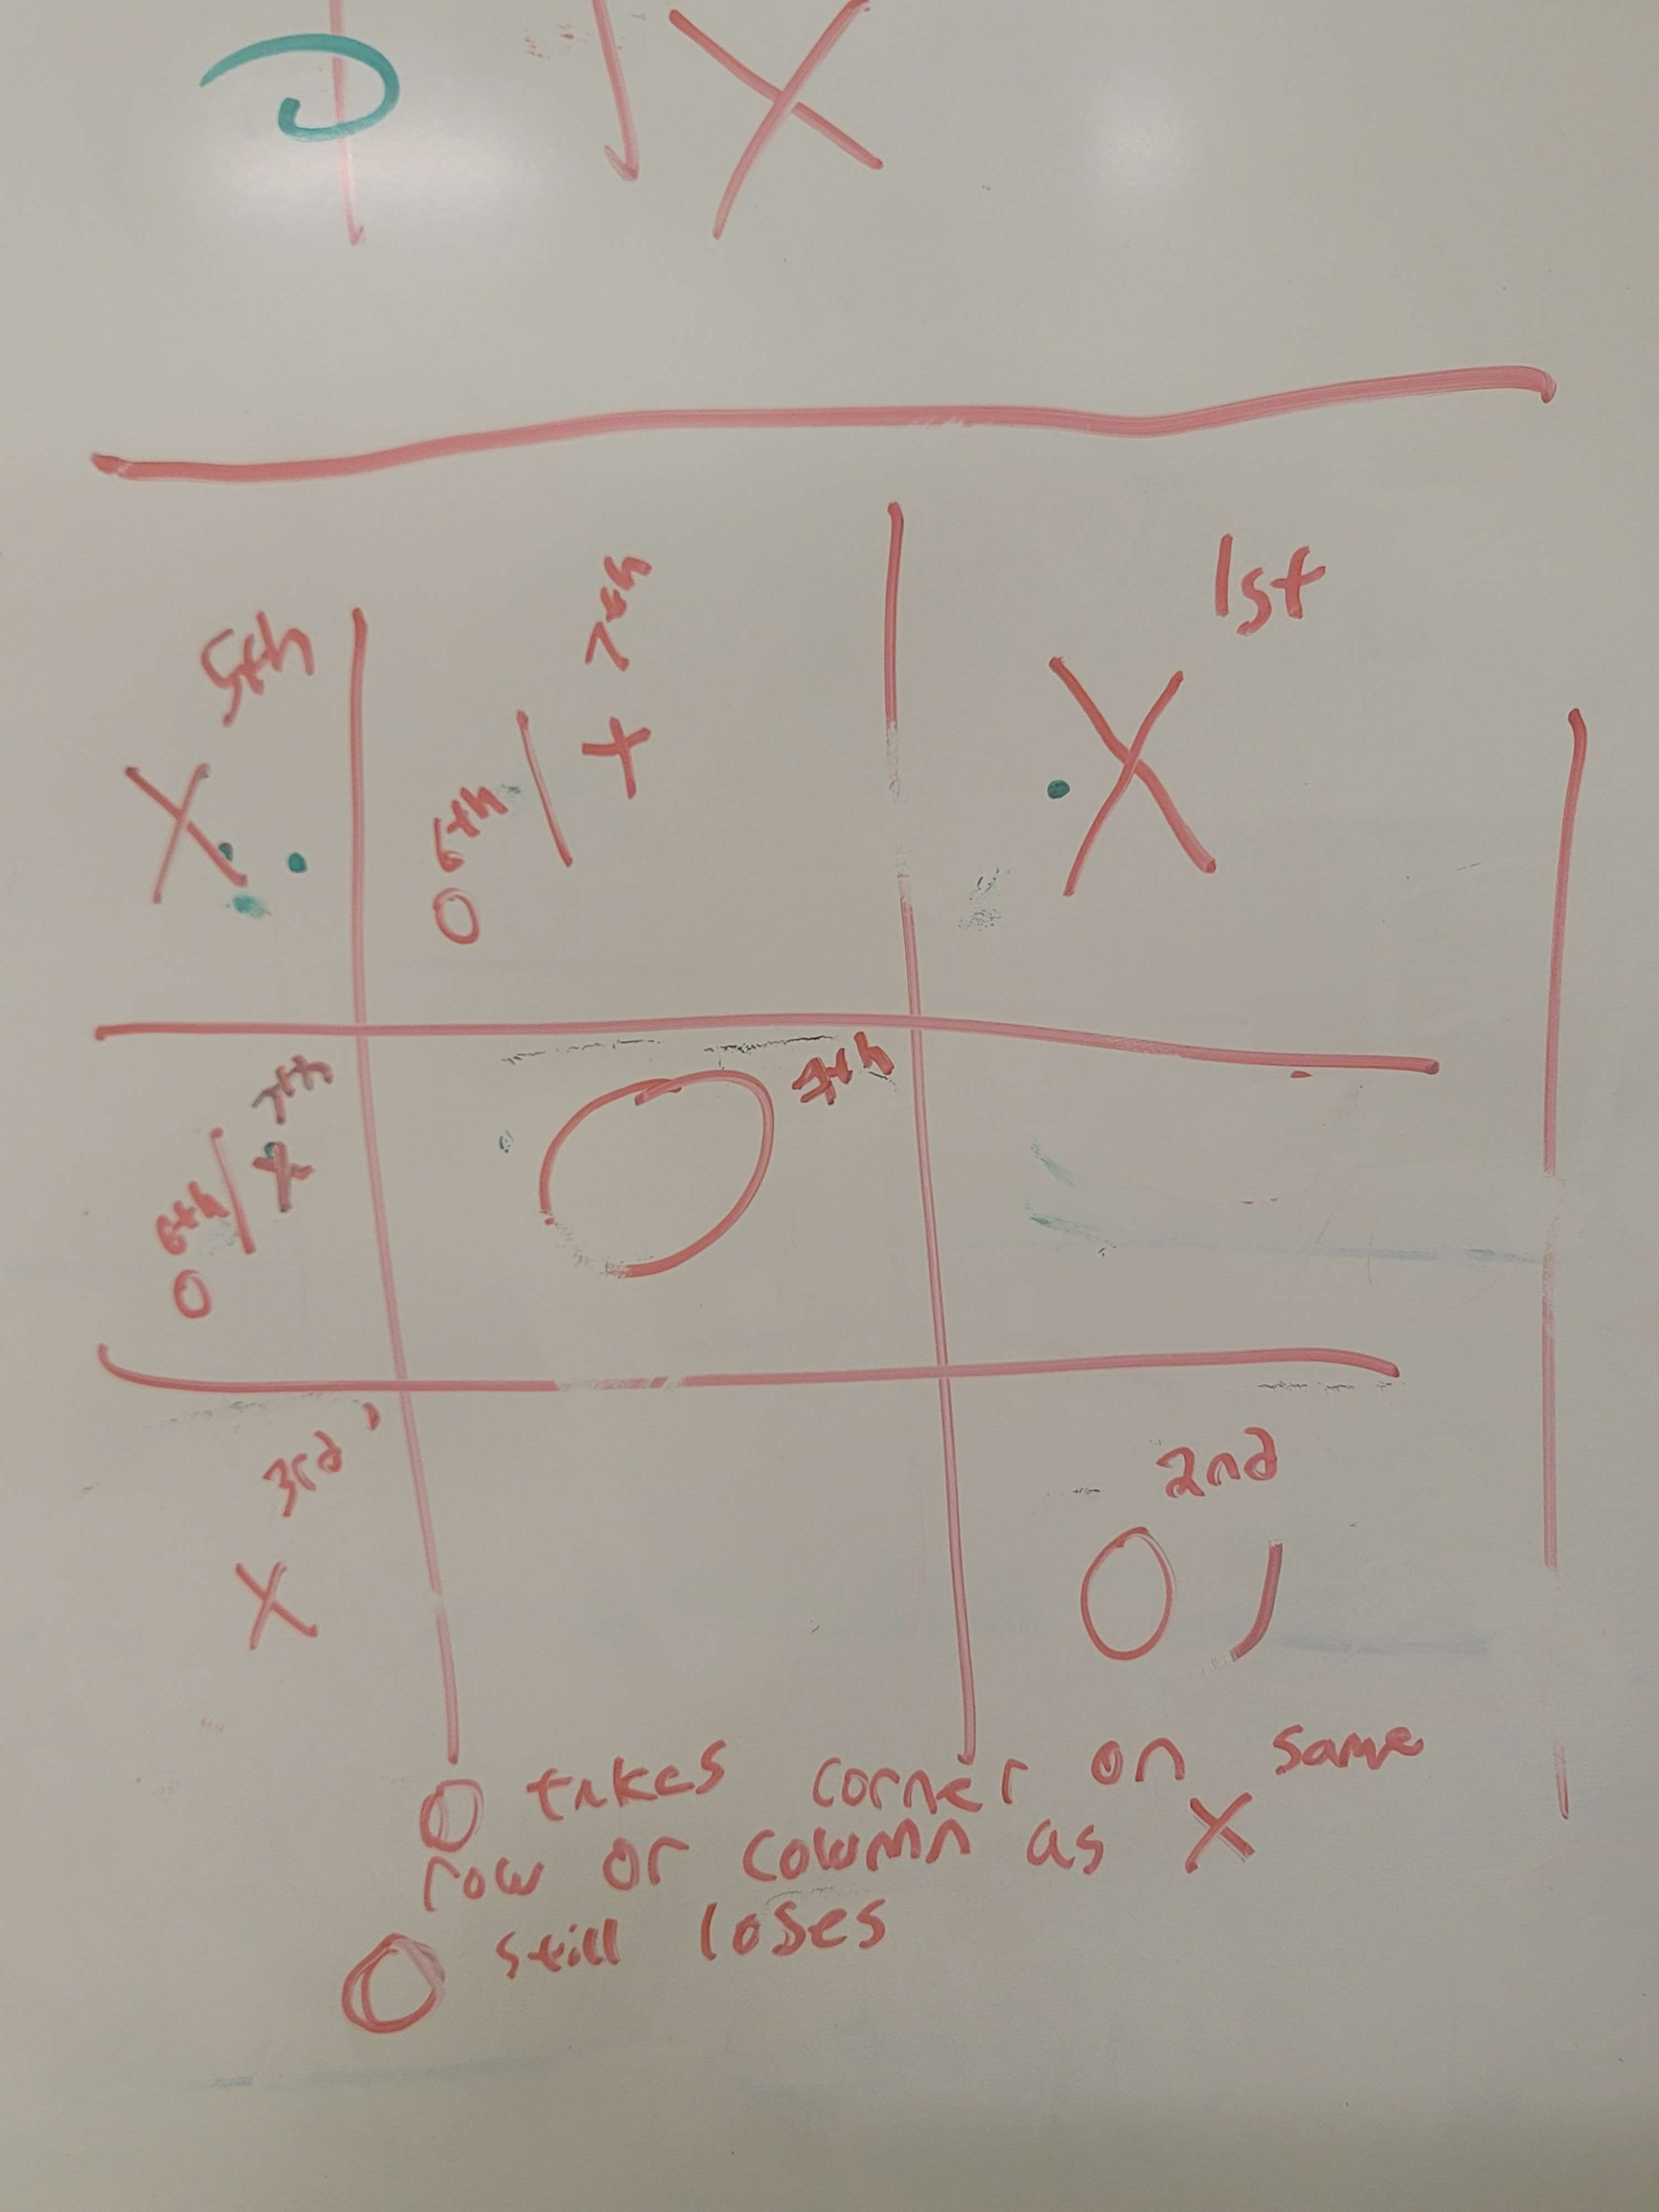 X
5th
X
O 6th / X 7th
1st
X
O 6th / X 7th
O 4th
3rd
X
2nd
O
O takes corner on same
row or column as X
O still loses